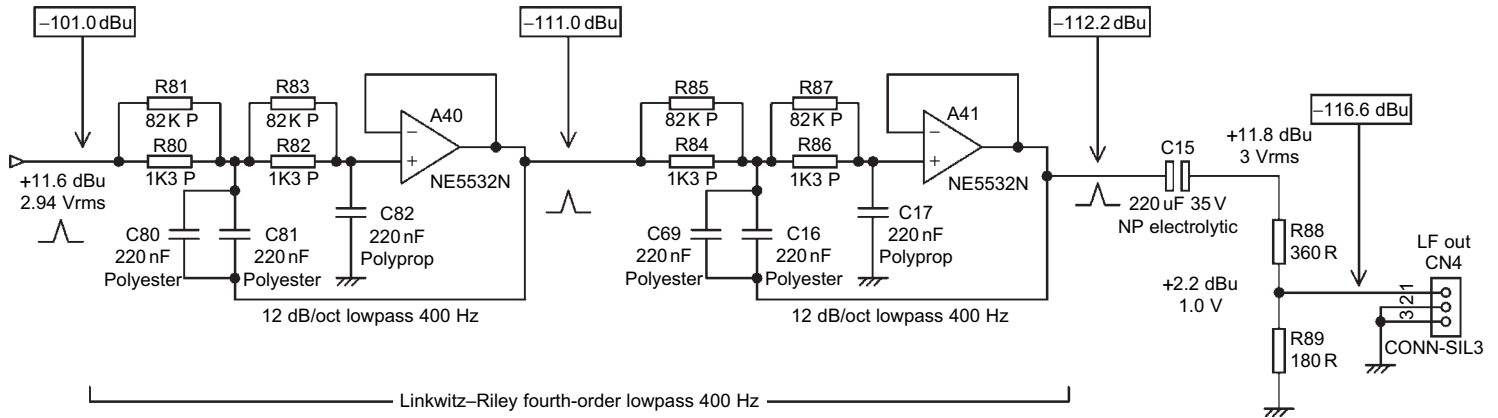 –101.0 dBu
–111.0 dBu
–112.2 dBu
–116.6 dBu
R81
82K P
R80
1K3 P
R83
82K P
R82
1K3 P
A40
–
+
NE5532N
+11.6 dBu
2.94 Vrms
C80
220 nF
Polyester
C81
220 nF
Polyester
C82
220 nF
Polyprop
12 dB/oct lowpass 400 Hz
R85
82K P
R84
1K3 P
R87
82K P
R86
1K3 P
A41
–
+
NE5532N
C69
220 nF
Polyester
C16
220 nF
Polyester
C17
220 nF
Polyprop
12 dB/oct lowpass 400 Hz
C15
220 uF 35 V
NP electrolytic
+11.8 dBu
3 Vrms
R88
360 R
+2.2 dBu
1.0 V
R89
180 R
LF out
CN4
3 2 1
CONN-SIL3
Linkwitz–Riley fourth-order lowpass 400 Hz